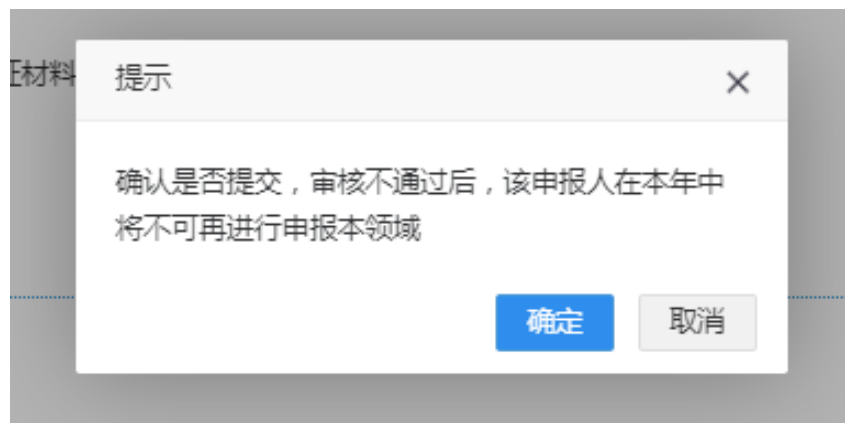 证材料
提示
确认是否提交，审核不通过后，该申报人在本年中
将不可再进行申报本领域
确定
取消